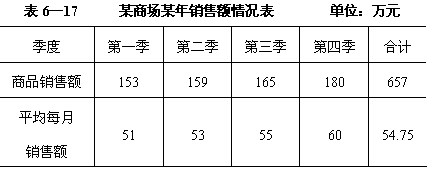 表 6—17 某商场某年销售额情况表 单位：万元
季度 第一季 第二季 第三季 第四季 合计
商品销售额 153 159 165 180 657
平均每月
销售额 51 53 55 60 54.75